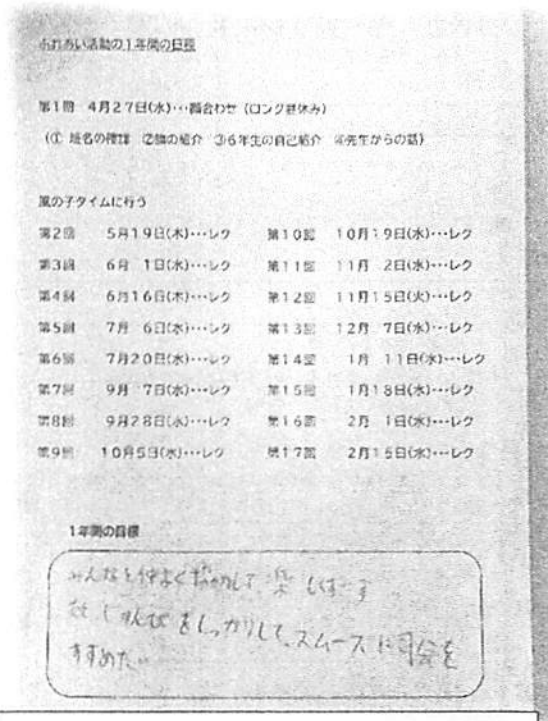 ふれあい活動の1年間の日程
第1回 4月27日(水)…顔合わせ（ロング昼休み）
(① 班名の確認 ②旗の紹介 ③6年生の自己紹介 ④先生からの話)
風の子タイムに行う
第2回 5月19日(木)…レク 第10回 10月19日(水)…レク
第3回 6月 1日(水)…レク 第11回 11月 2日(水)…レク
第4回 6月16日(木)…レク 第12回 11月15日(火)…レク
第5回 7月 6日(水)…レク 第13回 12月 7日(水)…レク
第6回 7月20日(水)…レク 第14回 1月 11日(水)…レク
第7回 9月 7日(水)…レク 第15回 1月18日(水)…レク
第8回 9月28日(水)…レク 第16回 2月 1日(水)…レク
第9回 10月5日(水)…レク 第17回 2月15日(水)…レク
1年間の目標
みんなと仲よく 楽しく
をしっかりして、スムーズに司会を
すすめたい